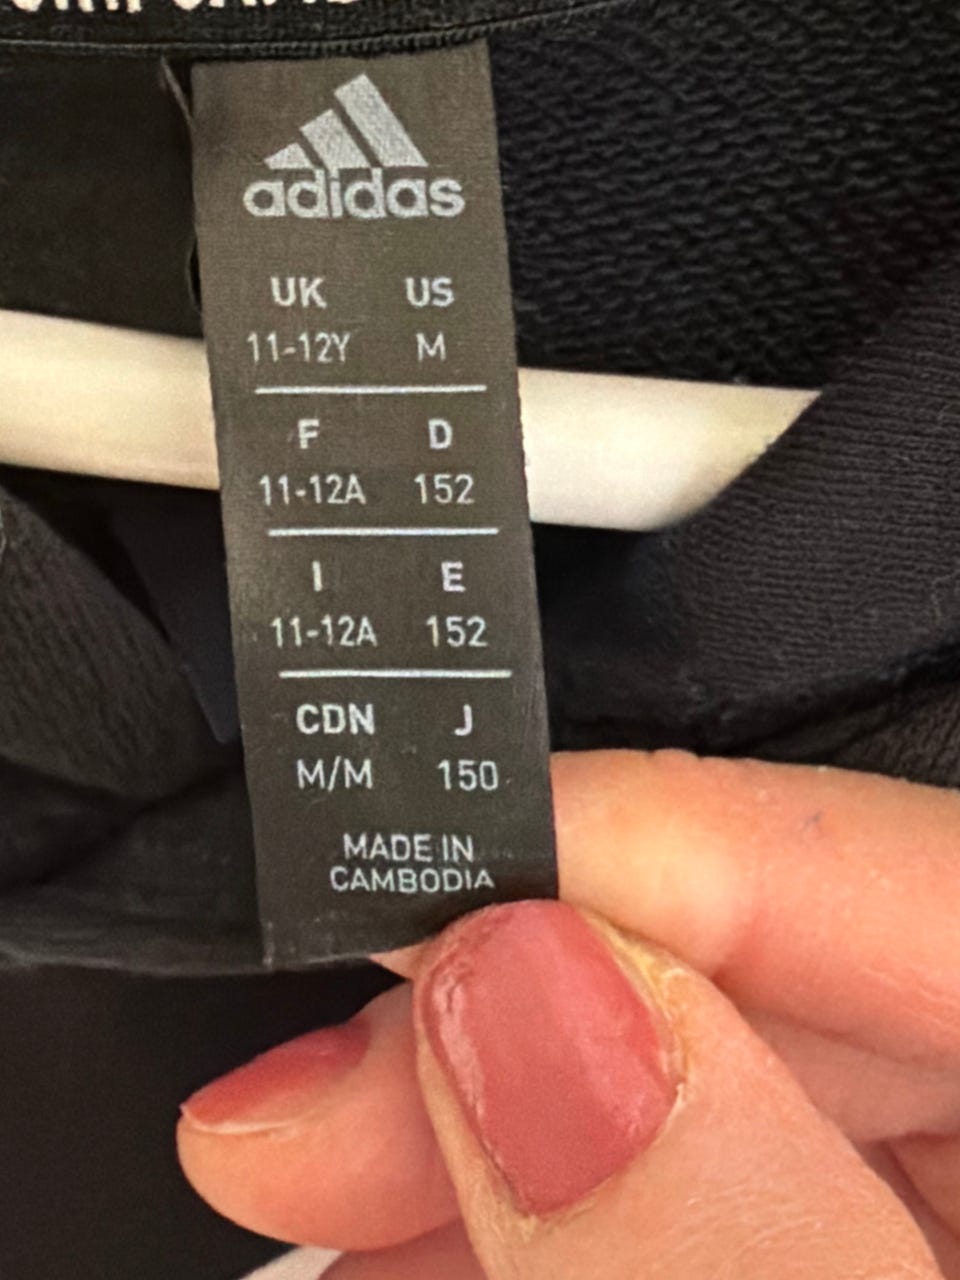 adidas
UK US
11-12Y M
F D
11-12A 152
I E
11-12A 152
CDN J
M/M 150
MADE IN
CAMBODIA